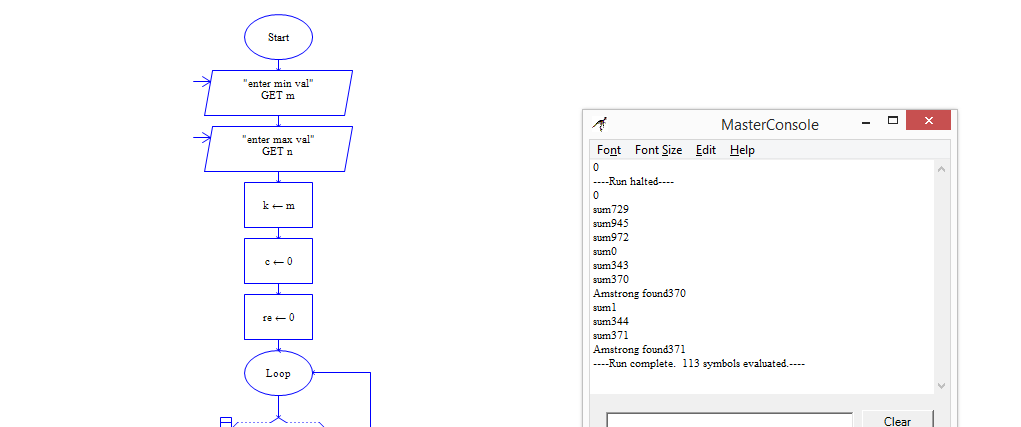 Start
"enter min val"
GET m
"enter max val"
GET n
k ← m
c ← 0
re ← 0
Loop
MasterConsole
Font Font Size Edit Help
0
----Run halted----
0
sum729
sum945
sum972
sum0
sum343
sum370
Amstrong found370
sum1
sum344
sum371
Amstrong found371
----Run complete. 113 symbols evaluated.----
Clear